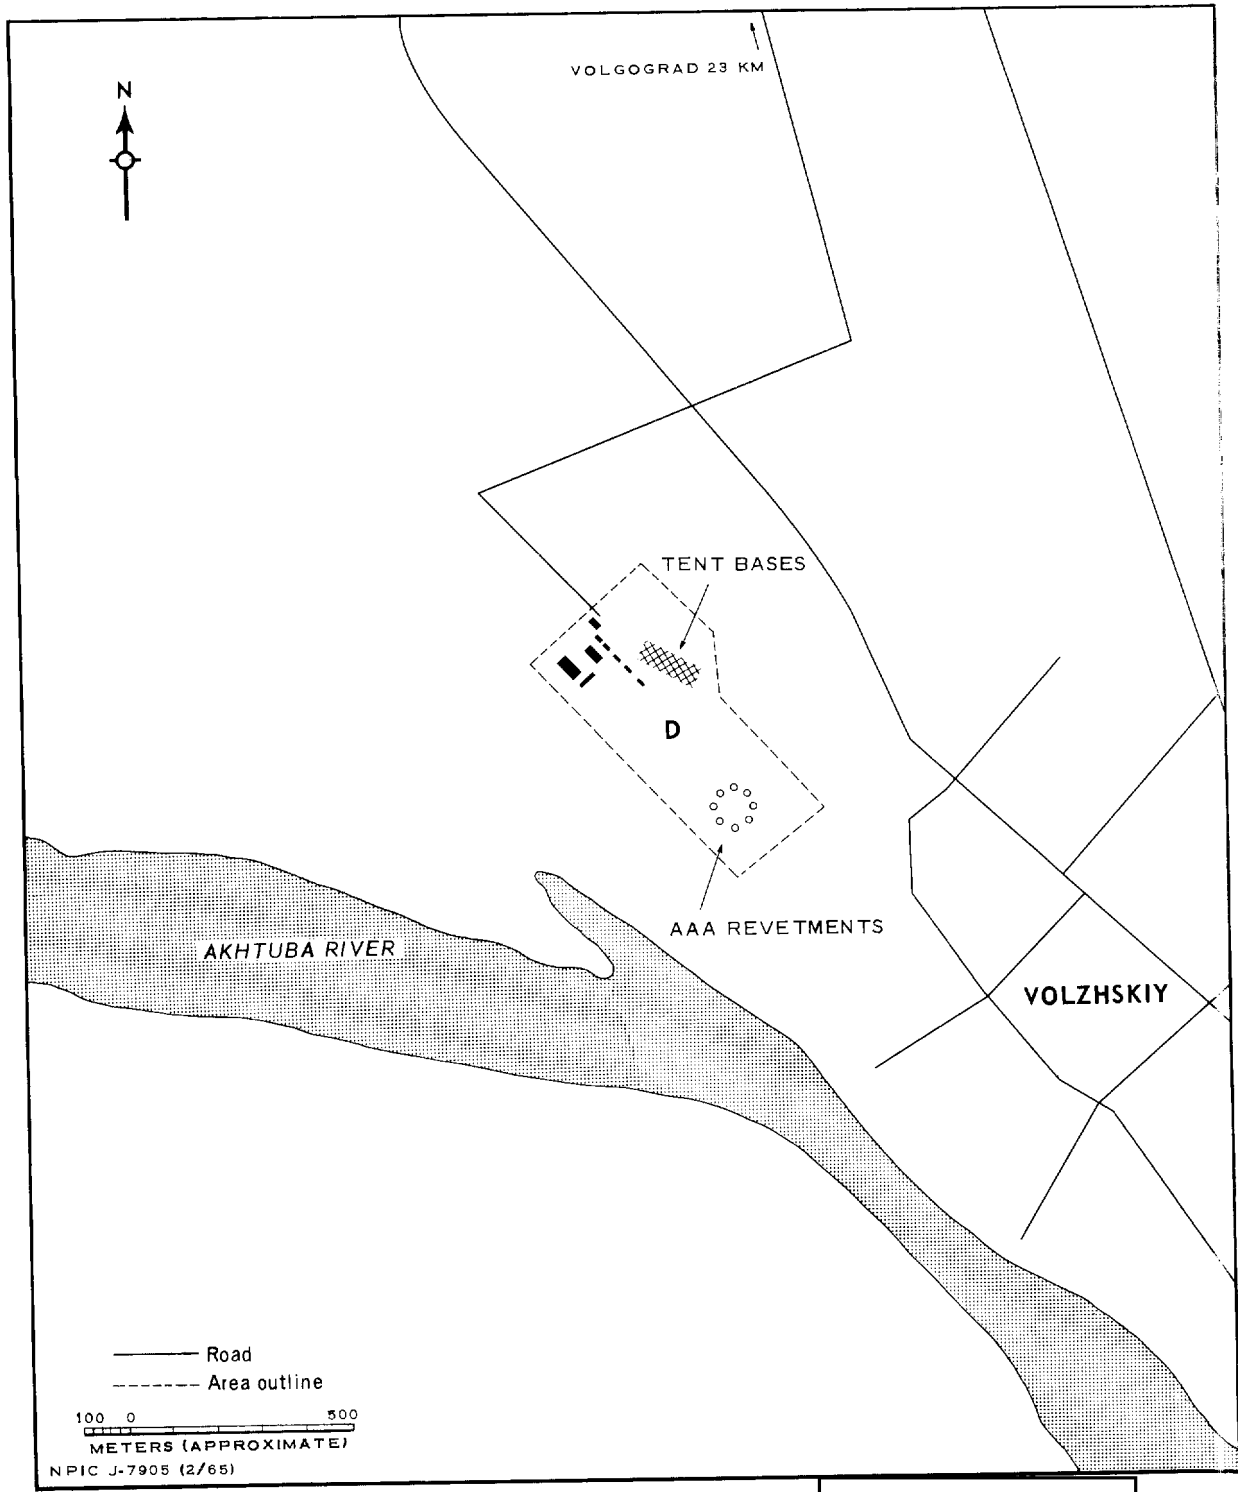 VOLGOGRAD 23 KM
N
TENT BASES
D
AAA REVETMENTS
AKHTUBA RIVER
VOLZHSKIY
Road
Area outline
100 0 500
METERS (APPROXIMATE)
NPIC J-7905 (2/65)